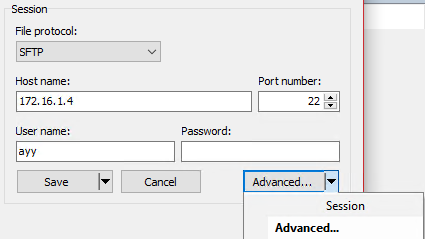 Session
File protocol:
SFTP
Host name:
Port number:
172.16.1.4
22
User name:
Password:
ayy
Save
Cancel
Advanced...
Session
Advanced...